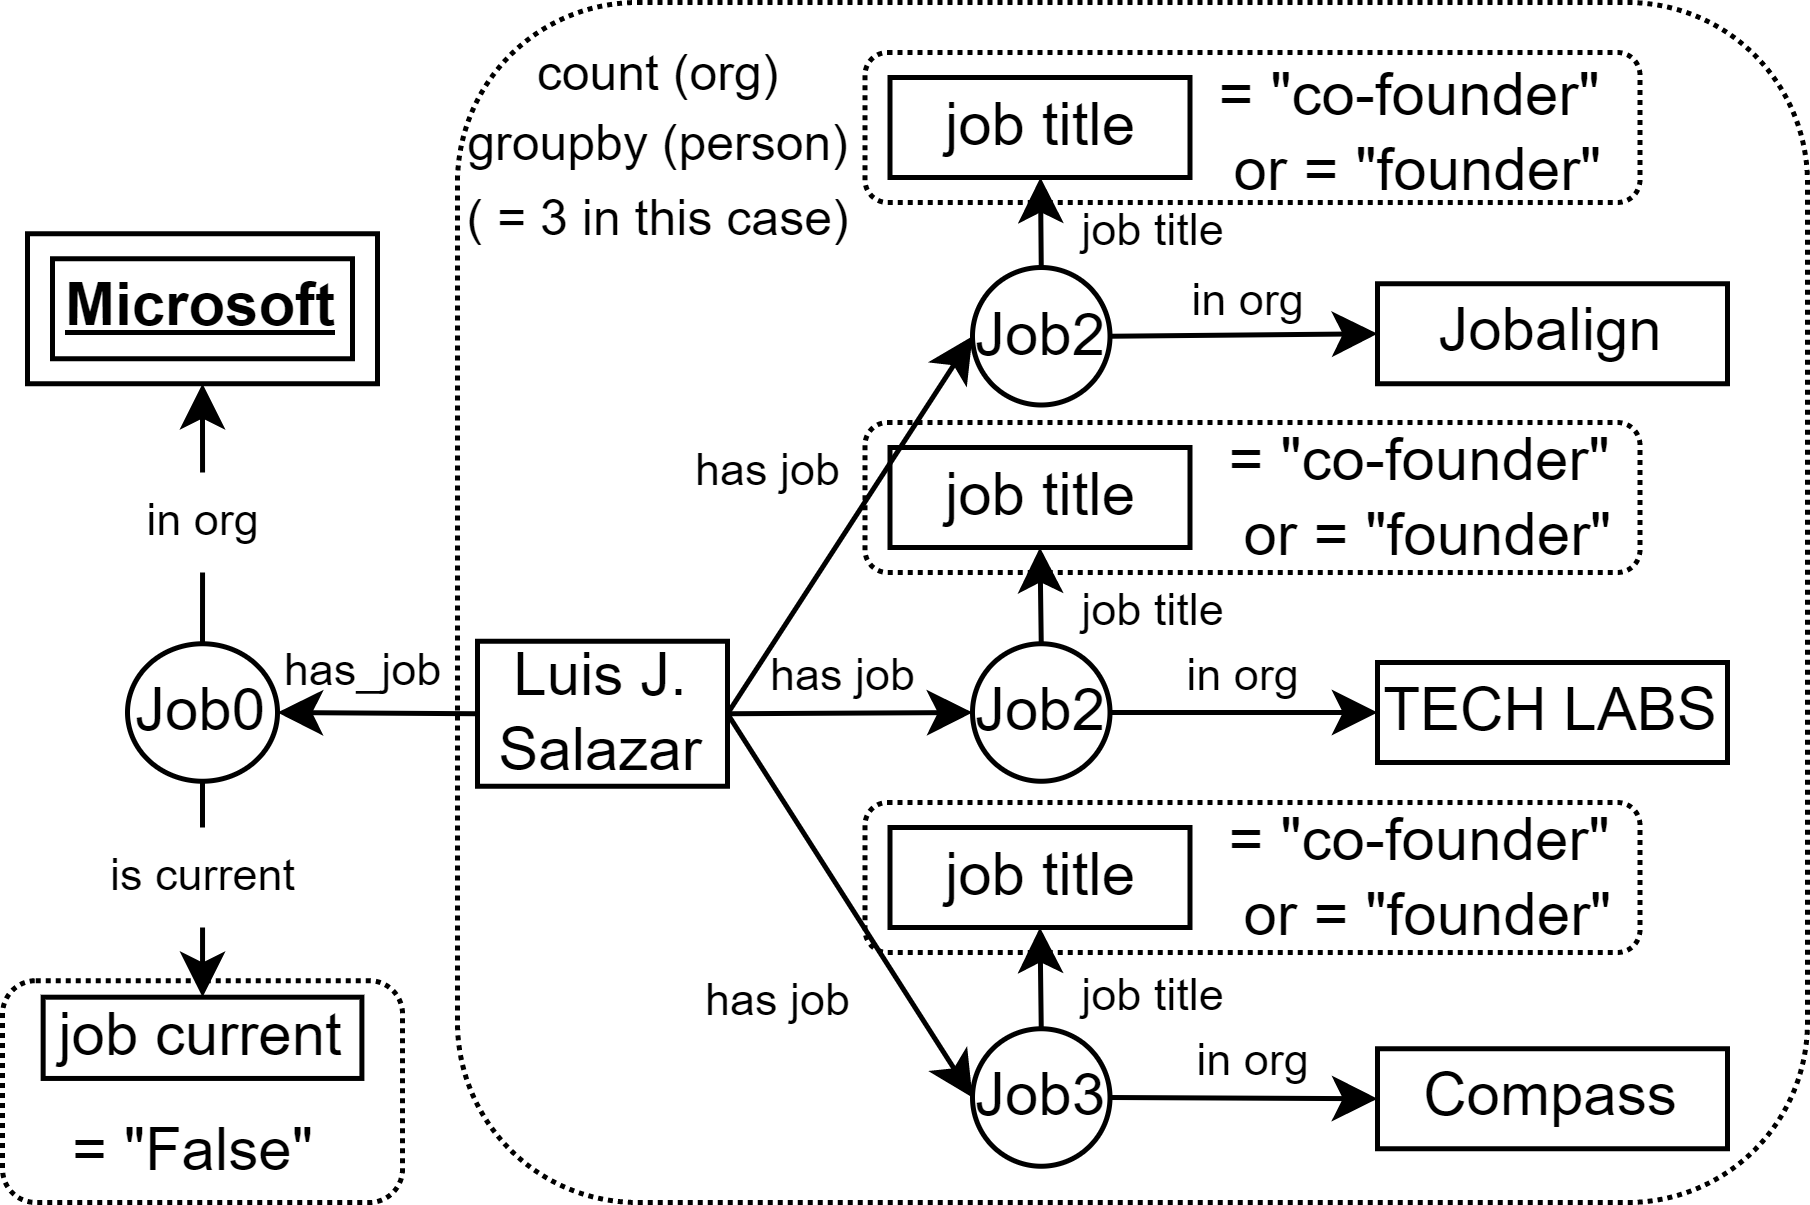 count (org)
groupby (person)
( = 3 in this case)
job title
= "co-founder"
or = "founder"
job title
Job2
in org
Jobalign
Microsoft
in org
has job
job title
= "co-founder"
or = "founder"
job title
Job0
has_job
Luis J.
Salazar
has job
Job2
in org
TECH LABS
is current
job current
= "False"
has job
job title
= "co-founder"
or = "founder"
job title
Job3
in org
Compass